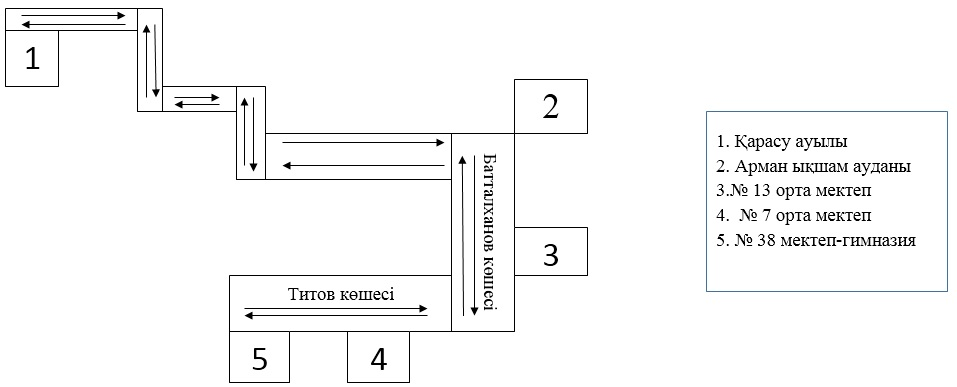 1
2
Батталханов көшесі
3
Титов көшесі
5
4
1. Қарасу ауылы
2. Арман ықшам ауданы
3.№ 13 орта мектеп
4. № 7 орта мектеп
5. № 38 мектеп-гимназия